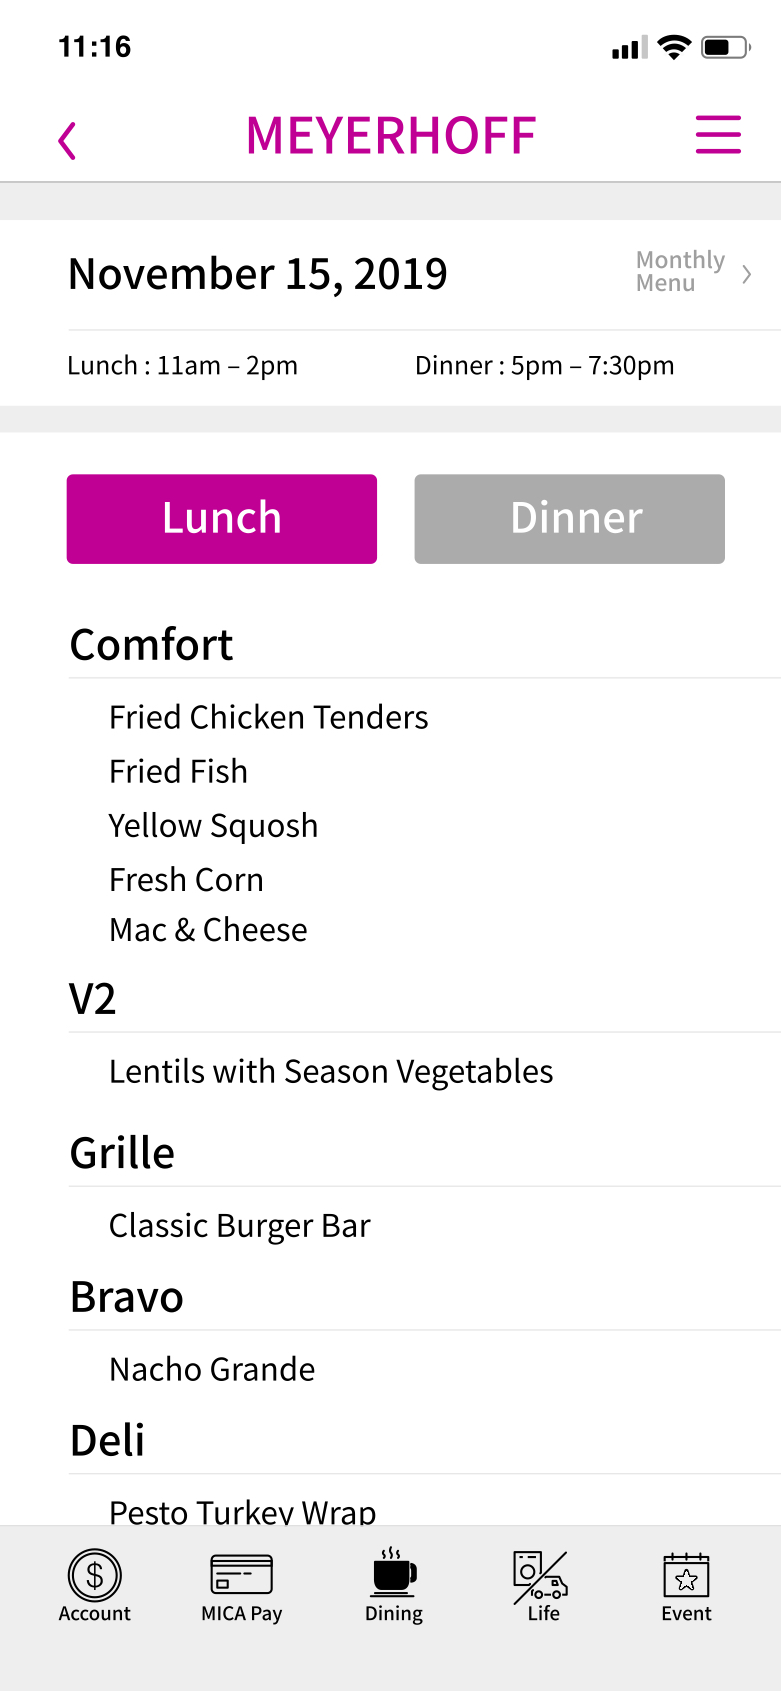 11:16
MEYERHOFF
November 15, 2019
Monthly
Menu
Lunch : 11am – 2pm
Dinner : 5pm – 7:30pm
Lunch
Dinner
Comfort
Fried Chicken Tenders
Fried Fish
Yellow Squosh
Fresh Corn
Mac & Cheese
V2
Lentils with Season Vegetables
Grille
Classic Burger Bar
Bravo
Nacho Grande
Deli
Pesto Turkey Wrap
$
Account
MICA Pay
Dining
Life
Event